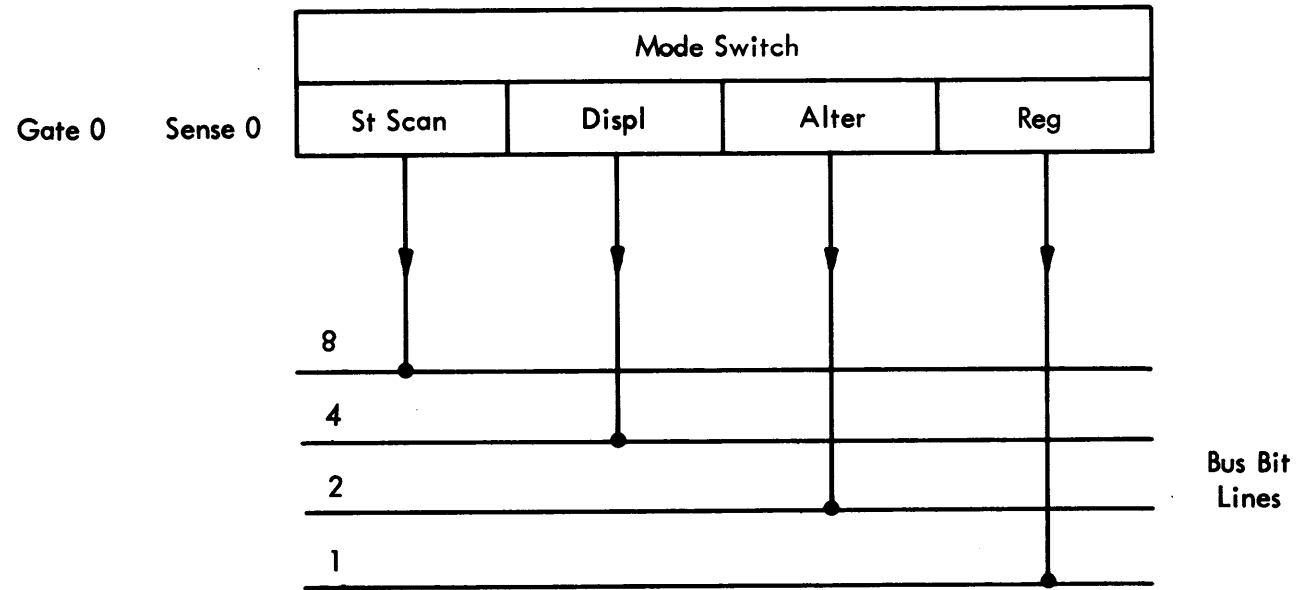 Mode Switch
Gate 0 Sense 0 St Scan Displ Alter Reg
8
4
2
1
Bus Bit
Lines